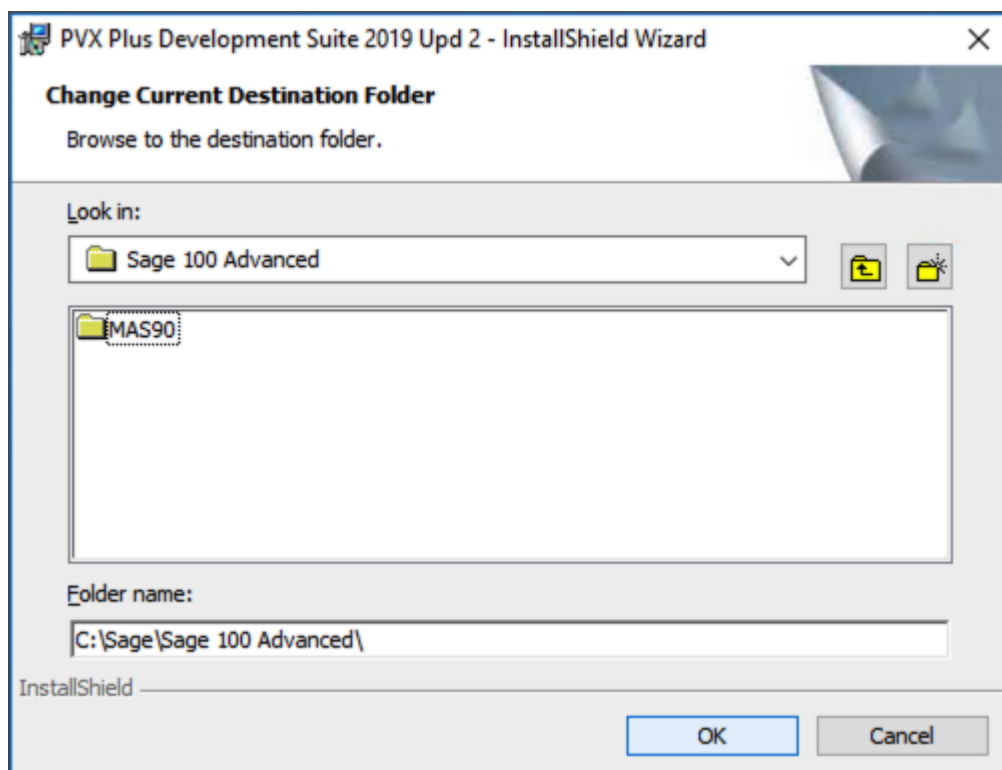 PVX Plus Development Suite 2019 Upd 2 - InstallShield Wizard
Change Current Destination Folder
Browse to the destination folder.
Look in:
Sage 100 Advanced
MAS90
Folder name:
C:\Sage\Sage 100 Advanced\
InstallShield
OK Cancel